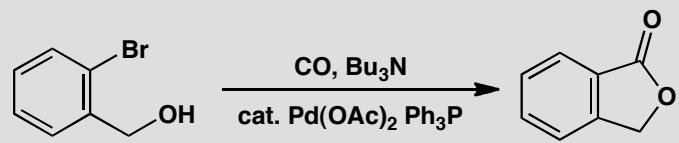 Br
OH
CO, Bu₃N
cat. Pd(OAc)₂ Ph₃P
O
O